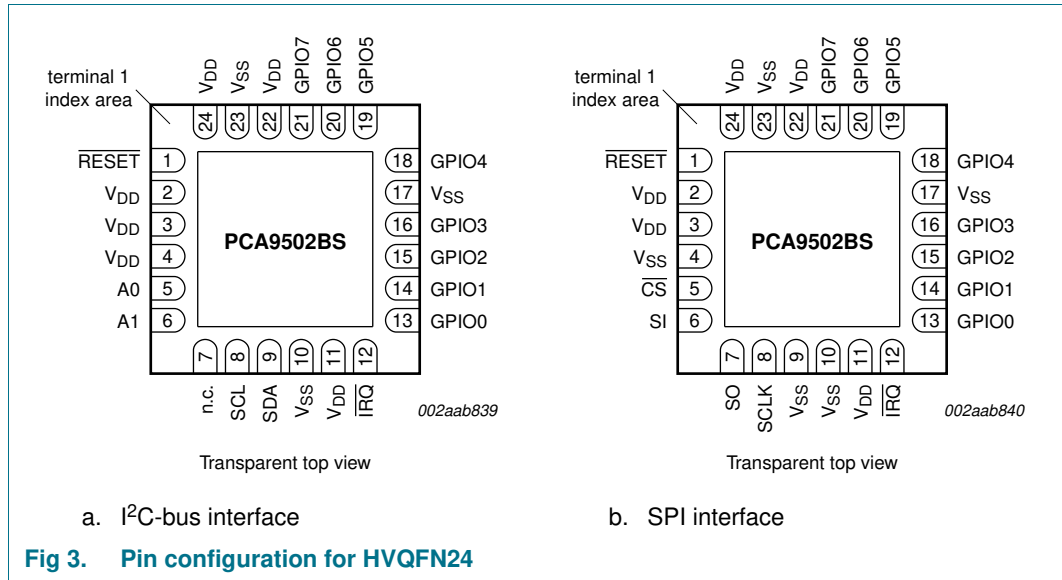 terminal 1
index area
VDD
VSS
VDD
GPIO7
GPIO6
GPIO5
24
23
22
21
20
19
RESET 1
VDD 2
VDD 3
VDD 4
A0 5
A1 6
PCA9502BS
18 GPIO4
17 VSS
16 GPIO3
15 GPIO2
14 GPIO1
13 GPIO0
7
8
9
10
11
12
n.c.
SCL
SDA
VSS
VDD
IRQ
002aab839
Transparent top view
a. I²C-bus interface
terminal 1
index area
VDD
VSS
VDD
GPIO7
GPIO6
GPIO5
24
23
22
21
20
19
RESET 1
VDD 2
VDD 3
VSS 4
CS 5
SI 6
PCA9502BS
18 GPIO4
17 VSS
16 GPIO3
15 GPIO2
14 GPIO1
13 GPIO0
7
8
9
10
11
12
SO
SCLK
VSS
VSS
VDD
IRQ
002aab840
Transparent top view
b. SPI interface
Fig 3. Pin configuration for HVQFN24